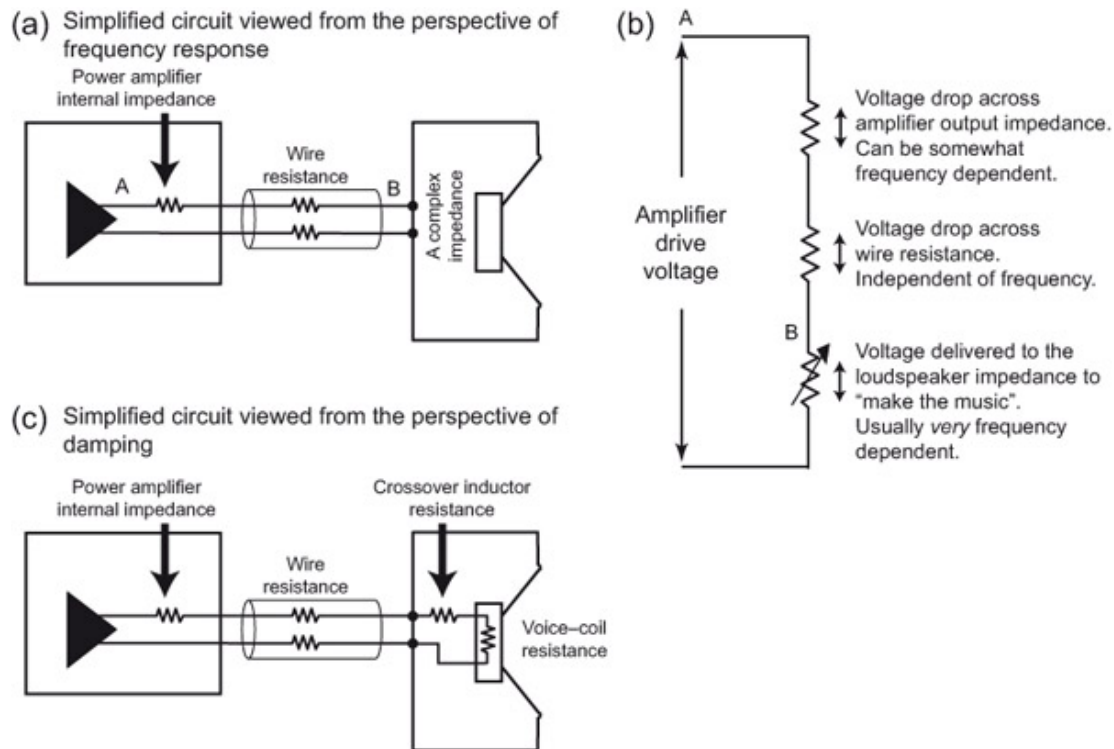 (a) Simplified circuit viewed from the perspective of
frequency response
Power amplifier
internal impedance
A
Wire
resistance
B
A complex
impedance
(b)
A
Amplifier
drive
voltage
Voltage drop across
amplifier output impedance.
Can be somewhat
frequency dependent.
Voltage drop across
wire resistance.
Independent of frequency.
B
Voltage delivered to the
loudspeaker impedance to
“make the music”.
Usually very frequency
dependent.
(c) Simplified circuit viewed from the perspective of
damping
Power amplifier
internal impedance
Wire
resistance
Crossover inductor
resistance
Voice–coil
resistance